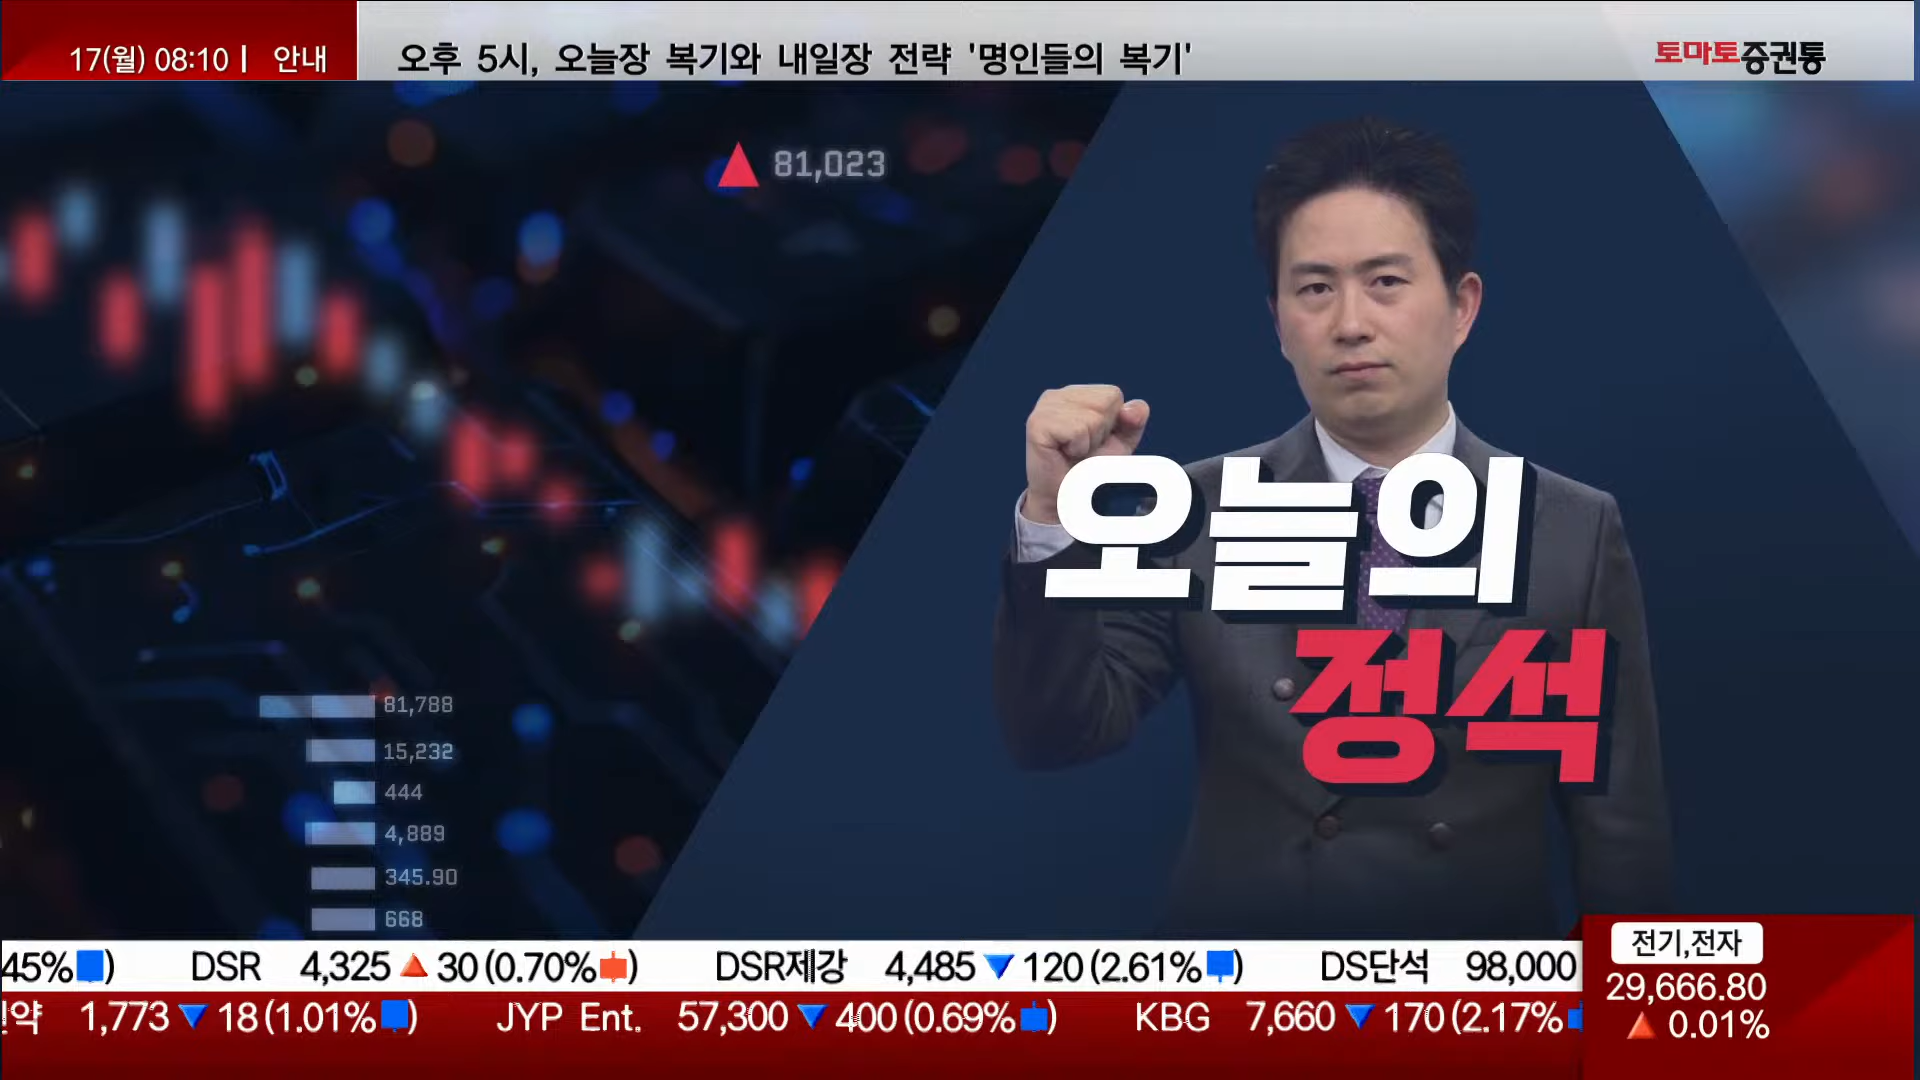 17(월) 08:10 | 안내
오후 5시, 오늘장 복기와 내일장 전략 '명인들의 복기'
토마토증권통
▲ 81,023
오늘의
정석
81,788
15,232
444
4,889
345.90
668
45% )
DSR 4,325 ▲ 30 (0.70% )
DSR제강 4,485 ▼ 120 (2.61% )
DS단석 98,000
약 1,773 ▼ 18 (1.01% )
JYP Ent. 57,300 ▼ 400 (0.69% )
KBG 7,660 ▼ 170 (2.17%
전기,전자
29,666.80
▲ 0.01%